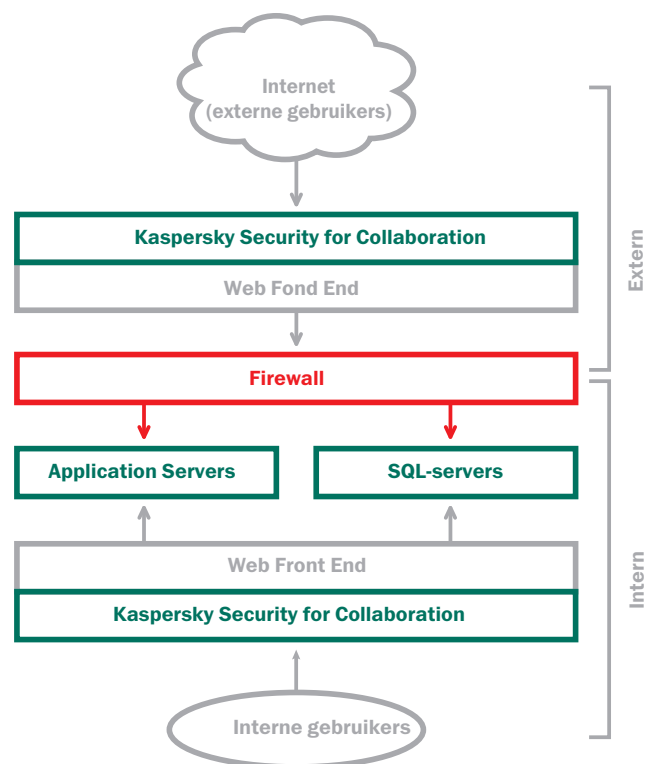 Internet
(externe gebruikers)
Kaspersky Security for Collaboration
Web Fond End
Extern
Firewall
Application Servers
SQL-servers
Web Front End
Kaspersky Security for Collaboration
Intern
Interne gebruikers